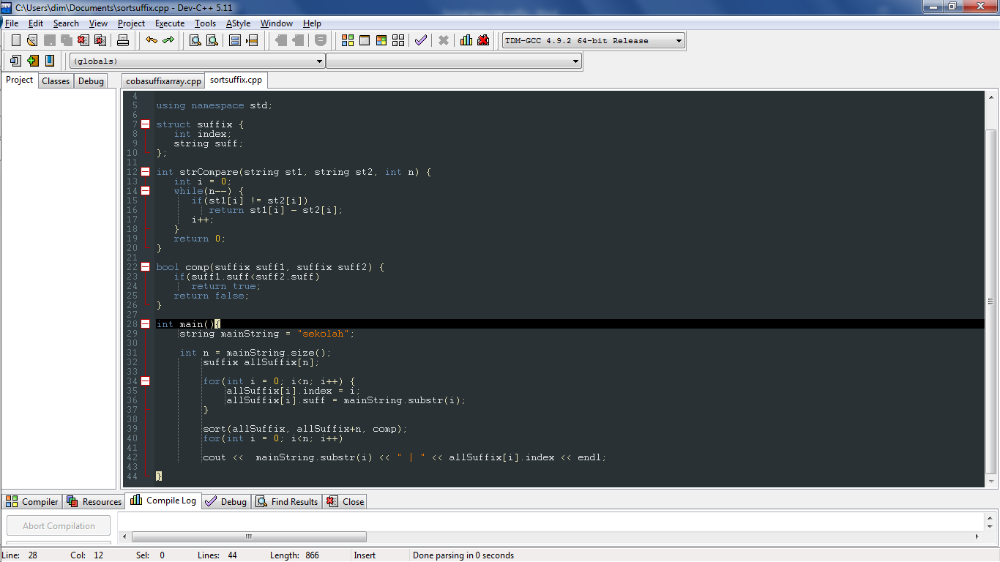 C:\Users\dim\Documents\sortsuffix.cpp - Dev-C++ 5.11
File Edit Search View Project Execute Tools AStyle Window Help
TDM-GCC 4.9.2 64-bit Release
(globals)
Project Classes Debug cobasuffixarray.cpp sortsuffix.cpp
4
5 using namespace std;
6
7 struct suffix {
8 int index;
9 string suff;
10 };
11
12 int strCompare(string st1, string st2, int n) {
13 int i = 0;
14 while(n--) {
15 if(st1[i] != st2[i])
16 return st1[i] - st2[i];
17 i++;
18 }
19 return 0;
20 }
21
22 bool comp(suffix suff1, suffix suff2) {
23 if(suff1.suff<suff2.suff)
24 return true;
25 return false;
26 }
27
28 int main(){
29 string mainString = "sekolah";
30
31 int n = mainString.size();
32 suffix allSuffix[n];
33
34 for(int i = 0; i<n; i++) {
35 allSuffix[i].index = i;
36 allSuffix[i].suff = mainString.substr(i);
37 }
38
39 sort(allSuffix, allSuffix+n, comp);
40 for(int i = 0; i<n; i++)
41
42 cout << mainString.substr(i) << " | " << allSuffix[i].index << endl;
43
44 }
Compiler Resources Compile Log Debug Find Results Close
Abort Compilation
Line: 28 Col: 12 Sel: 0 Lines: 44 Length: 866 Insert Done parsing in 0 seconds